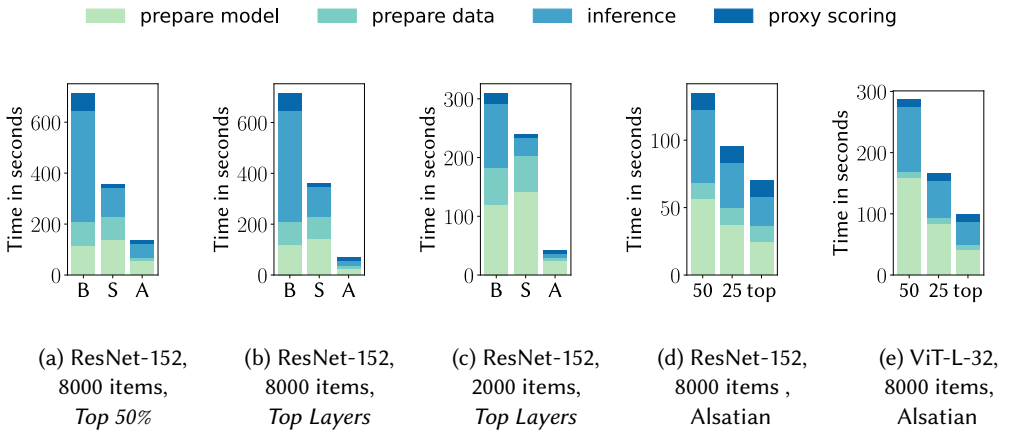 prepare model prepare data inference proxy scoring
Time in seconds
600
400
200
0
B S A
Time in seconds
600
400
200
0
B S A
Time in seconds
300
200
100
0
B S A
Time in seconds
100
50
0
50 25 top
Time in seconds
300
200
100
0
50 25 top
(a) ResNet-152,
8000 items,
Top 50%
(b) ResNet-152,
8000 items,
Top Layers
(c) ResNet-152,
2000 items,
Top Layers
(d) ResNet-152,
8000 items ,
Alsatian
(e) ViT-L-32,
8000 items,
Alsatian